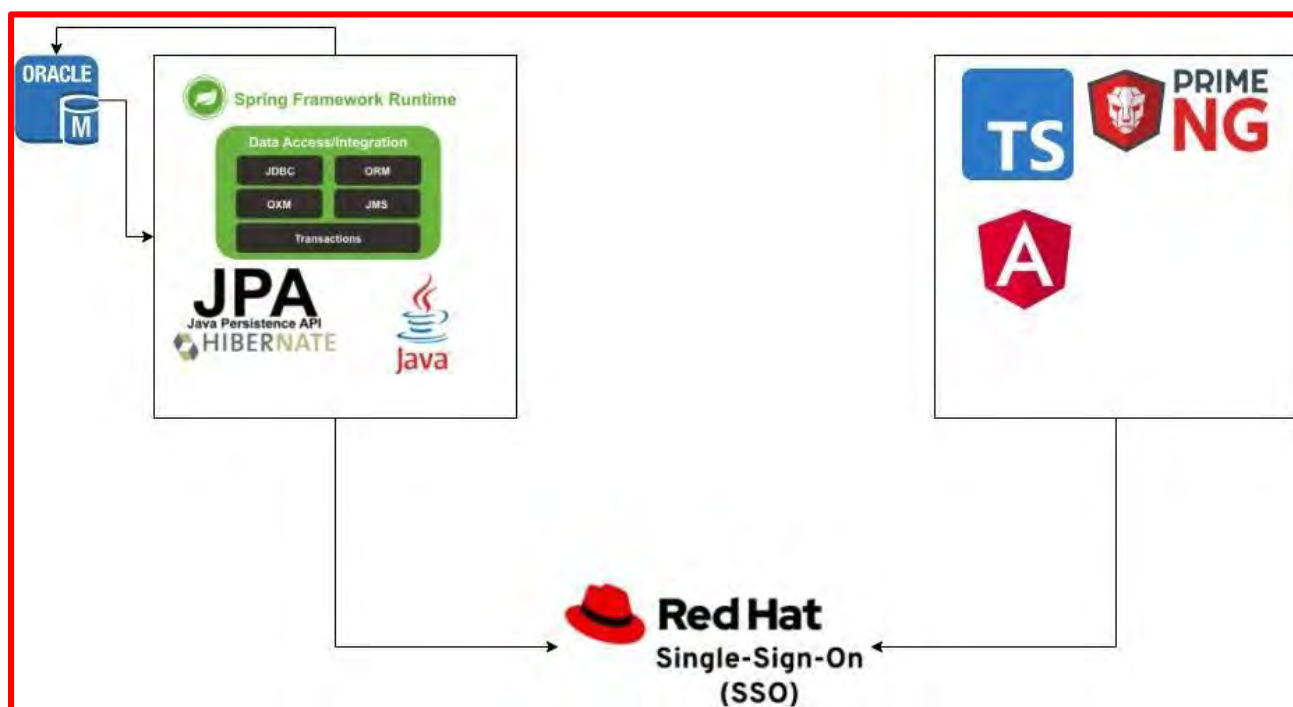 ORACLE
M
Spring Framework Runtime
Data Access/Integration
JDBC
ORM
OXM
JMS
Transactions
JPA
Java Persistence API
HIBERNATE
Java
TS
PRIME
NG
A
Red Hat
Single-Sign-On
(SSO)